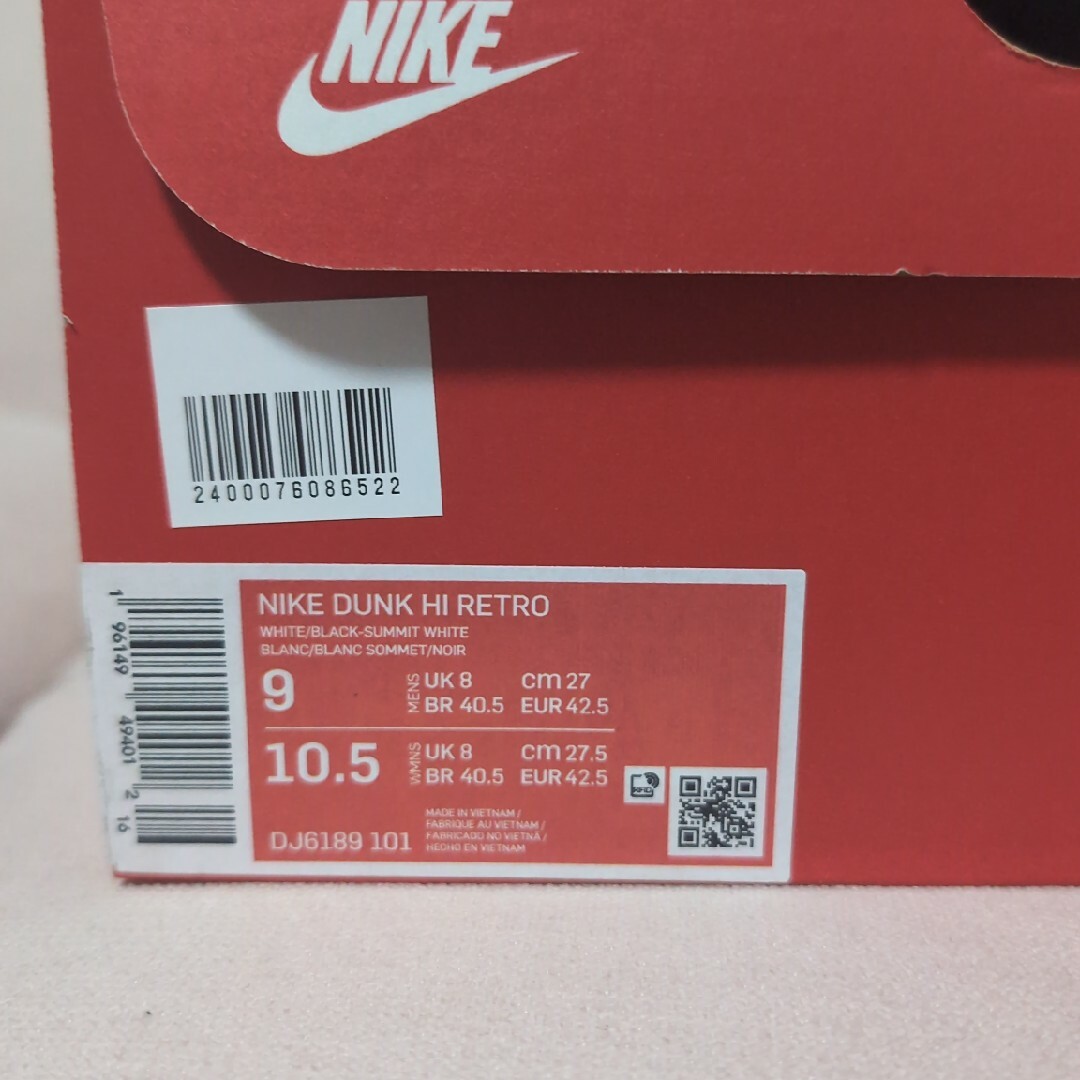 NIKE
2400076086522
1 96149 49401 2 16
NIKE DUNK HI RETRO
WHITE/BLACK-SUMMIT WHITE
BLANC/BLANC SOMMET/NOIR
9 MENS UK 8 cm 27
BR 40.5 EUR 42.5
10.5 WMNS UK 8 cm 27.5
BR 40.5 EUR 42.5
DJ6189 101
MADE IN VIETNAM /
FABRIQUE AU VIETNAM /
FABRICADO NO VIETNÃ /
HECHO EN VIETNAM